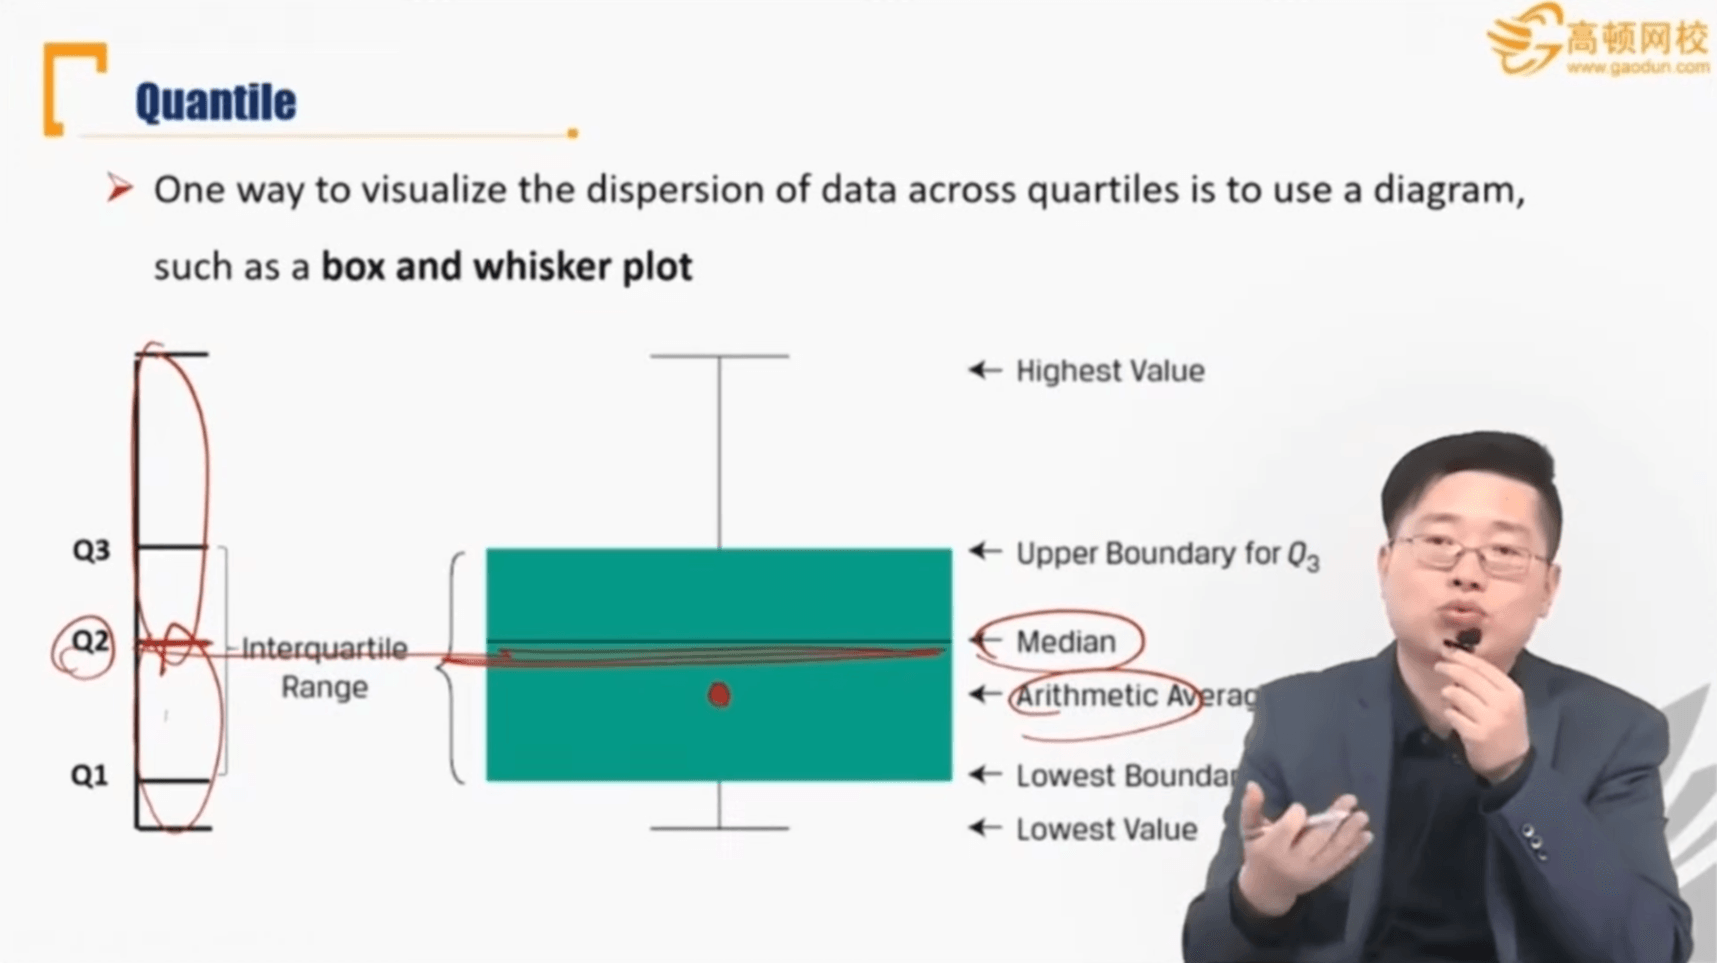 高顿网校
www.gaodun.com
Quantile
One way to visualize the dispersion of data across quartiles is to use a diagram,
such as a box and whisker plot
Highest Value
Q3
Upper Boundary for Q3
Q2
Interquartile
Range
Median
Arithmetic Averag
Q1
Lowest Boundar
Lowest Value